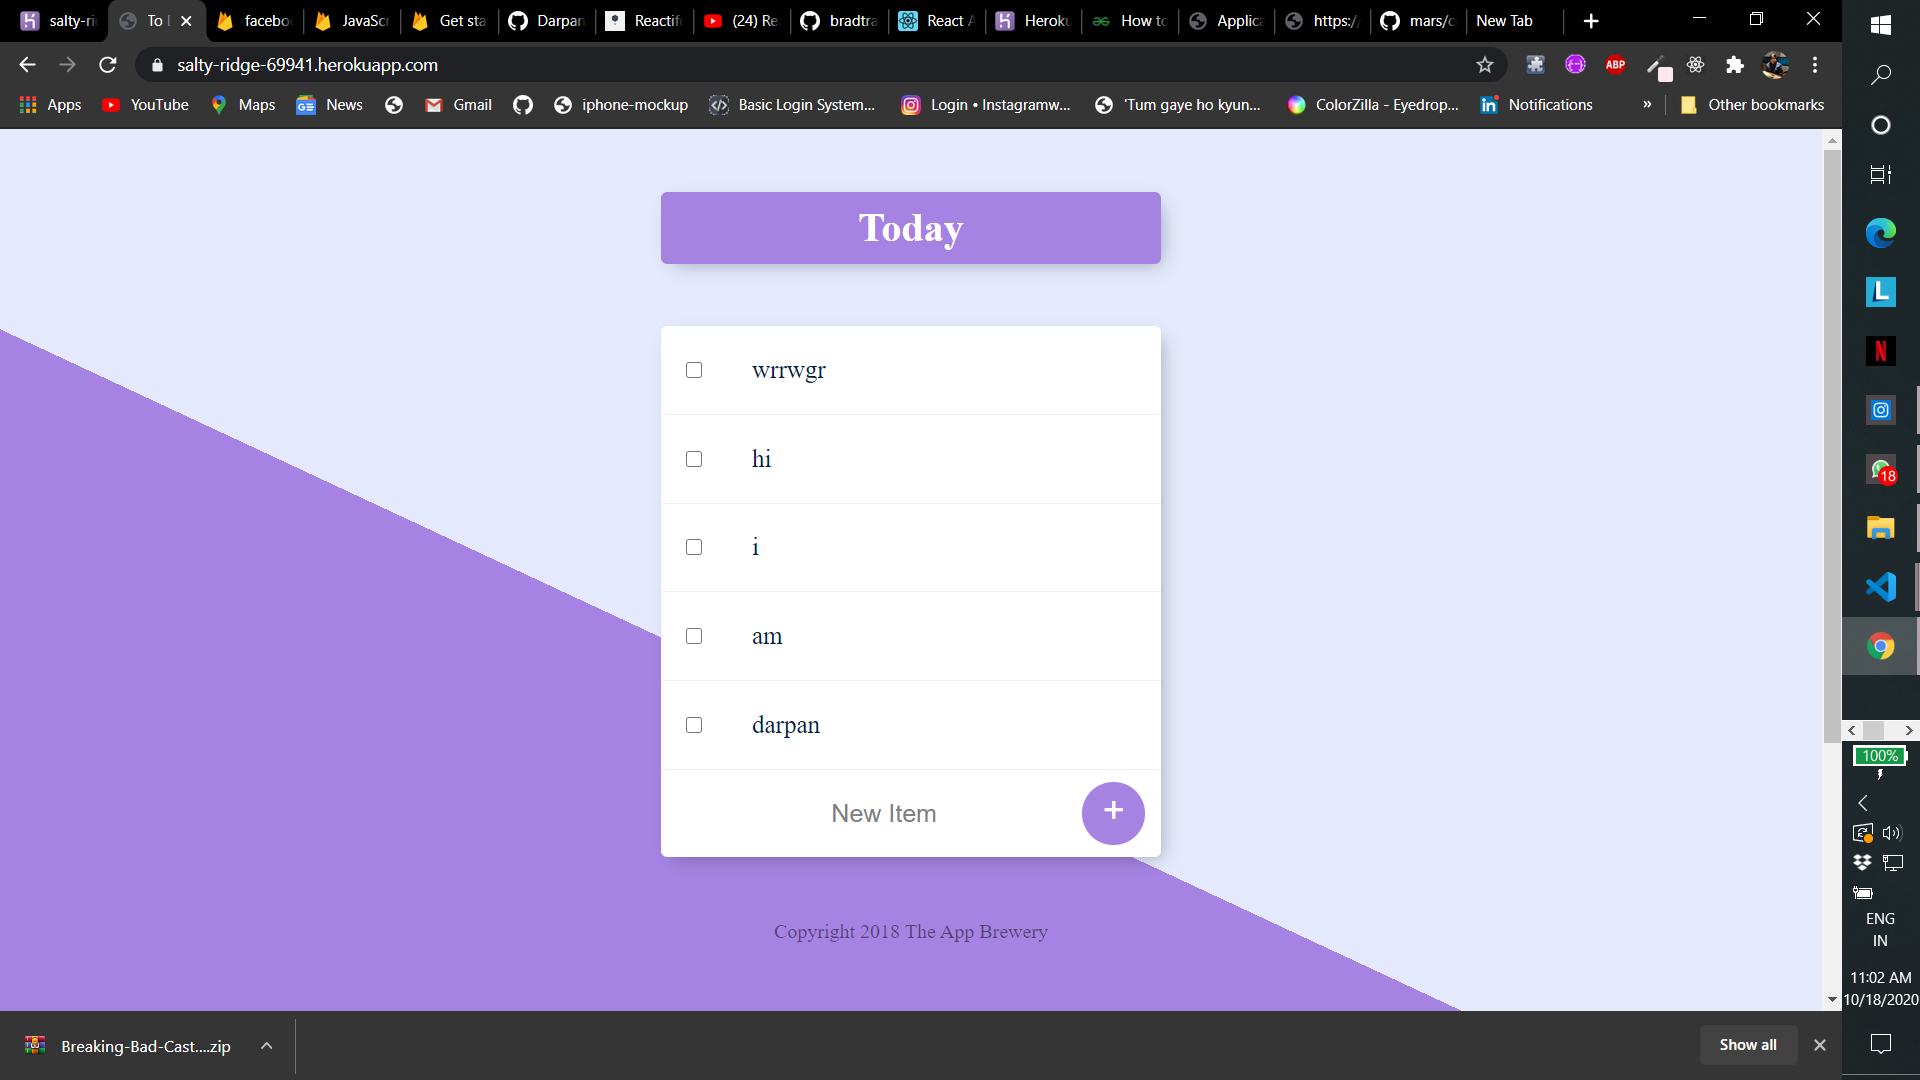 salty-ri To D facebo JavaScr Get sta Darpan Reactif (24) Re bradtra React A Heroku How to Applica https:/ mars/c New Tab
salty-ridge-69941.herokuapp.com
ABP
Apps YouTube Maps News Gmail iphone-mockup Basic Login System... Login • Instagramw... 'Tum gaye ho kyun... ColorZilla - Eyedrop... Notifications » Other bookmarks
Today
wrrwgr
hi
i
am
darpan
New Item +
Copyright 2018 The App Brewery
18
100%
ENG
IN
11:02 AM
10/18/2020
Breaking-Bad-Cast....zip
Show all